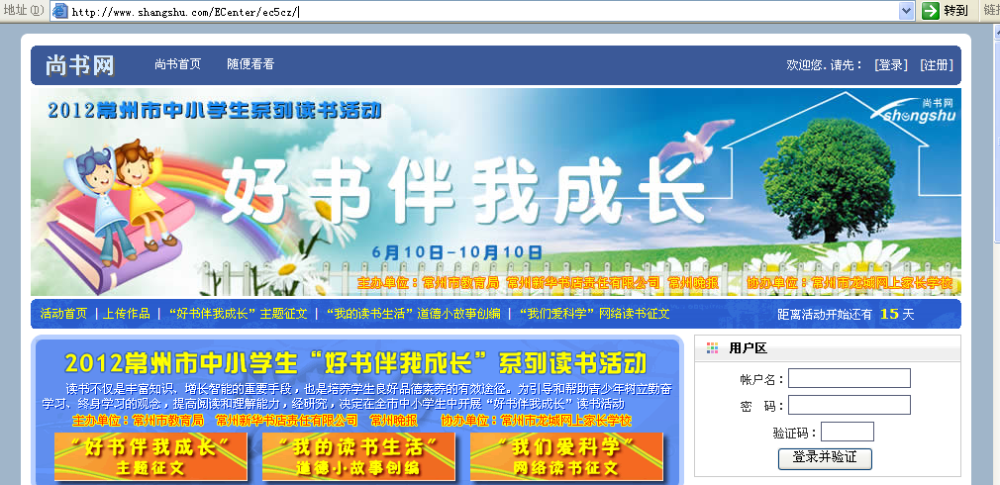 地址(D) http://www.shangshu.com/ECenter/ec5cz/ 转到 链接
尚书网 尚书首页 随便看看 欢迎您.请先： [登录] [注册]
2012常州市中小学生系列读书活动
尚书网
shongshu
好书伴我成长
6月10日-10月10日
主办单位：常州市教育局 常州新华书店责任有限公司 常州晚报 协办单位：常州市龙城网上家长学校
活动首页 | 上传作品 | “好书伴我成长”主题征文 | “我的读书生活”道德小故事创编 | “我们爱科学”网络读书征文 距离活动开始还有 15 天
2012常州市中小学生“好书伴我成长”系列读书活动
读书不仅是丰富知识、增长智能的重要手段，也是培养学生良好品德素养的有效途径。为引导和帮助青少年树立勤奋
学习、终身学习的观念，提高阅读和理解能力，经研究，决定在全市中小学生中开展“好书伴我成长”读书活动
主办单位：常州市教育局 常州新华书店责任有限公司 常州晚报 协办单位：常州市龙城网上家长学校
“好书伴我成长”
主题征文
“我的读书生活”
道德小故事创编
“我们爱科学”
网络读书征文
用户区
帐户名：
密 码：
验证码：
登录并验证